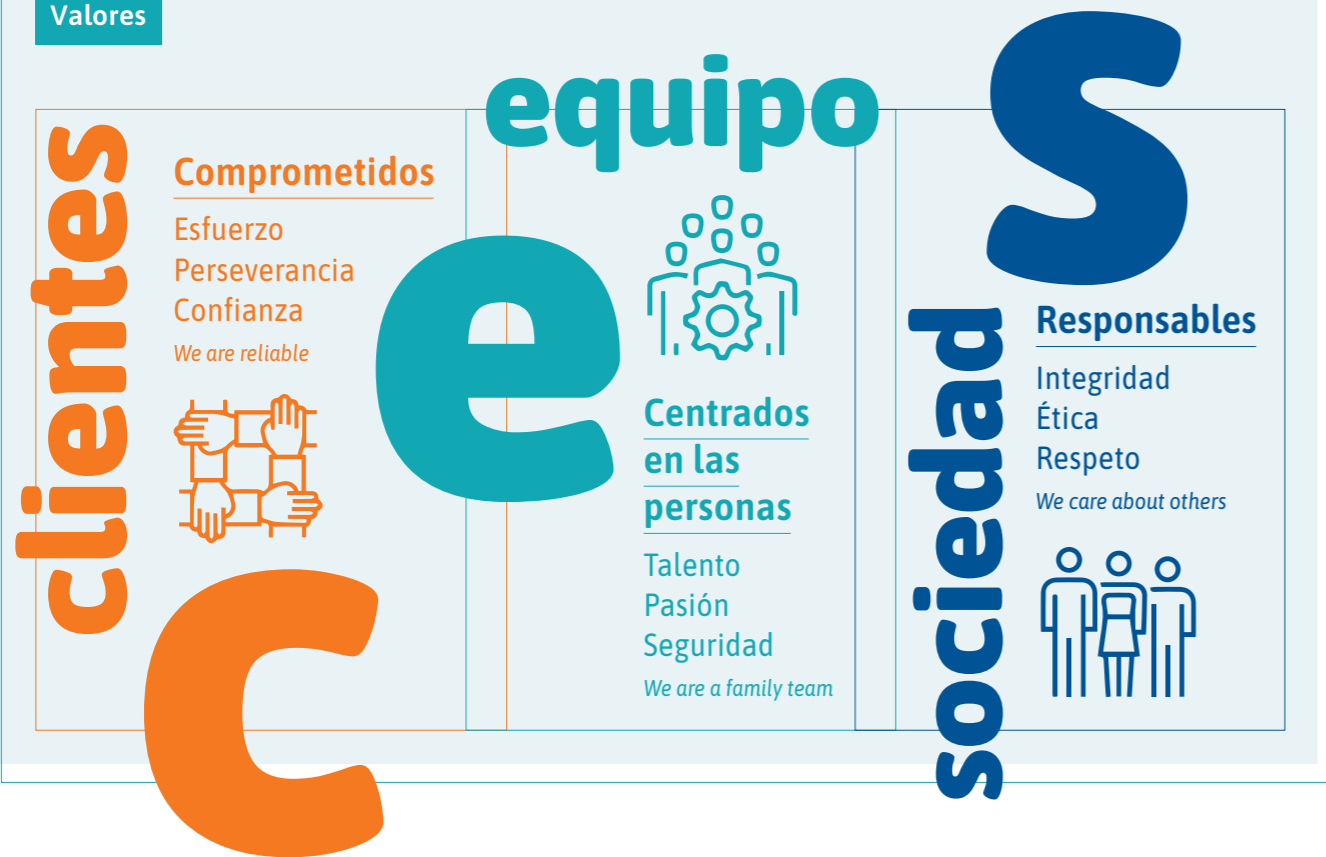 Valores
clientes
Comprometidos
Esfuerzo
Perseverancia
Confianza
We are reliable
c
equipo
e
Centrados
en las
personas
Talento
Pasión
Seguridad
We are a family team
s
sociedad
Responsables
Integridad
Ética
Respeto
We care about others